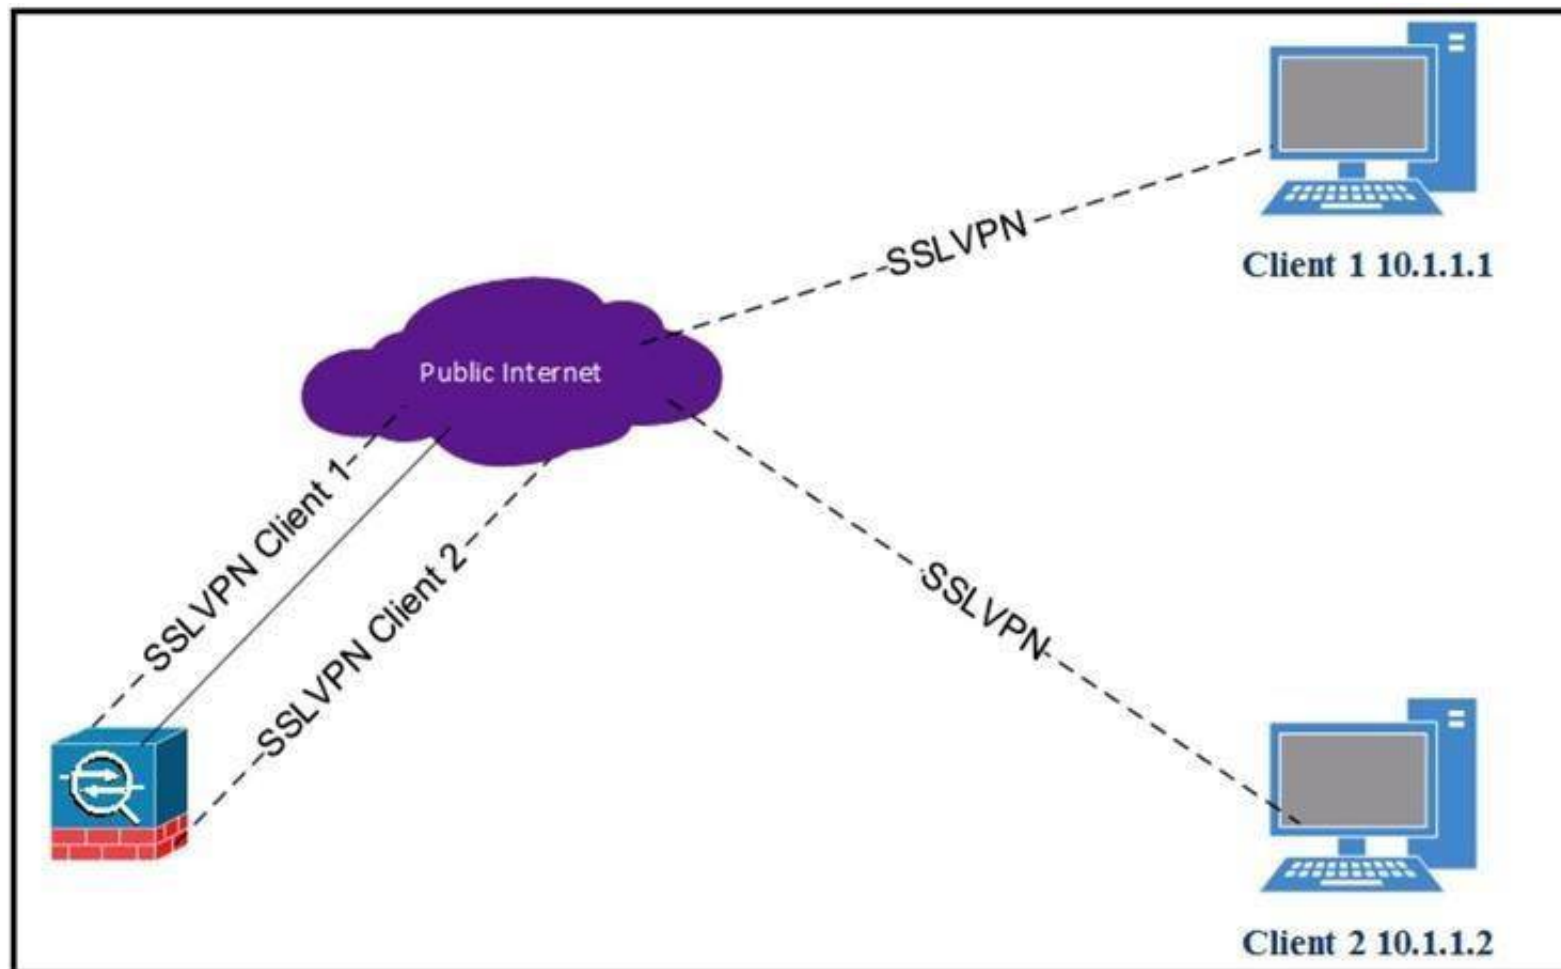 SSLVPN
Client 1 10.1.1.1
Public Internet
SSLVPN Client 1
SSLVPN Client 2
SSLVPN
Client 2 10.1.1.2